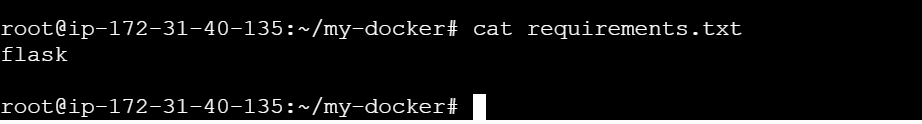 root@ip-172-31-40-135:~/my-docker# cat requirements.txt
flask
root@ip-172-31-40-135:~/my-docker#